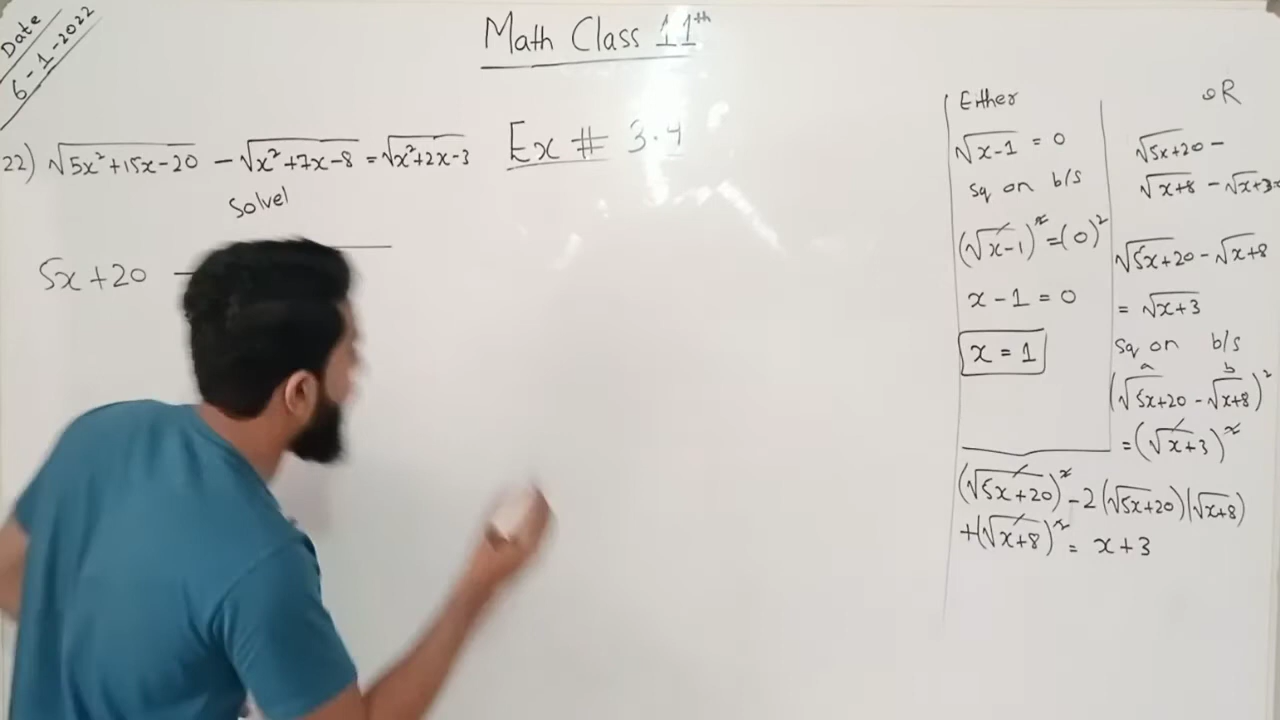 Date
6-1-2022
Math Class 11th
Ex # 3.4
22) √5x²+15x-20 - √x²+7x-8 = √x²+2x-3
Solve
5x+20 -
Either
√x-1 = 0
Sq on b/s
(√x-1)² = (0)²
x-1 = 0
x = 1
OR
√5x+20 -
√x+8 - √x+3
√5x+20 - √x+8
= √x+3
Sq on b/s
a b
(√5x+20 - √x+8)²
= (√x+3)²
(√5x+20)² - 2(√5x+20)(√x+8)
+(√x+8)² = x+3